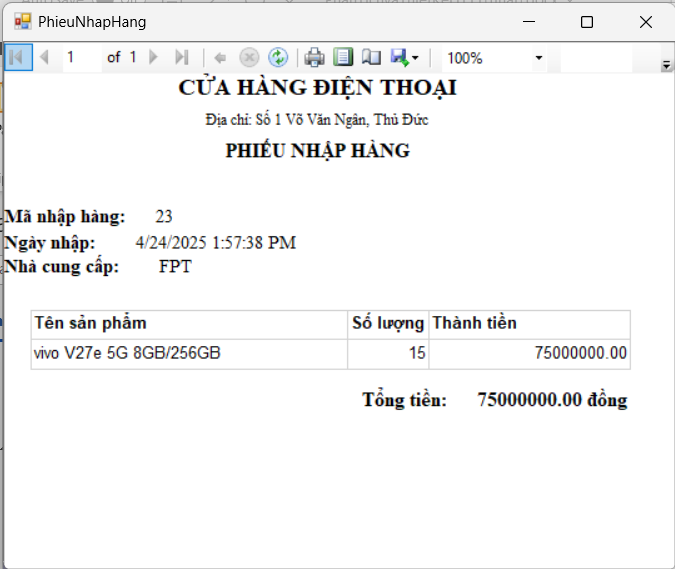 PhieuNhapHang
1 of 1 100%
CỬA HÀNG ĐIỆN THOẠI
Địa chỉ: Số 1 Võ Văn Ngân, Thủ Đức
PHIẾU NHẬP HÀNG
Mã nhập hàng: 23
Ngày nhập: 4/24/2025 1:57:38 PM
Nhà cung cấp: FPT
Tên sản phẩm Số lượng Thành tiền
vivo V27e 5G 8GB/256GB 15 75000000.00
Tổng tiền: 75000000.00 đồng